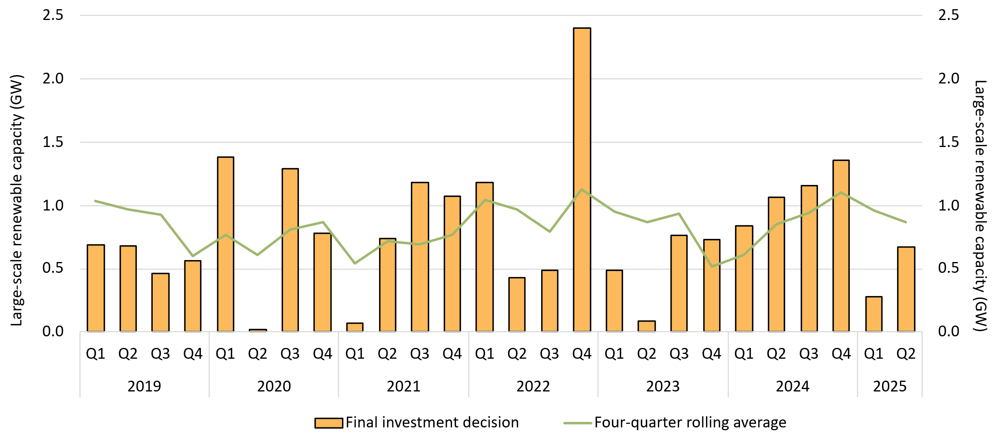 Large-scale renewable capacity (GW)
2.5
2.0
1.5
1.0
0.5
0.0
2.5
2.0
1.5
1.0
0.5
0.0
Large-scale renewable capacity (GW)
Q1 Q2 Q3 Q4 Q1 Q2 Q3 Q4 Q1 Q2 Q3 Q4 Q1 Q2 Q3 Q4 Q1 Q2 Q3 Q4 Q1 Q2 Q3 Q4 Q1 Q2
2019 2020 2021 2022 2023 2024 2025
Final investment decision Four-quarter rolling average